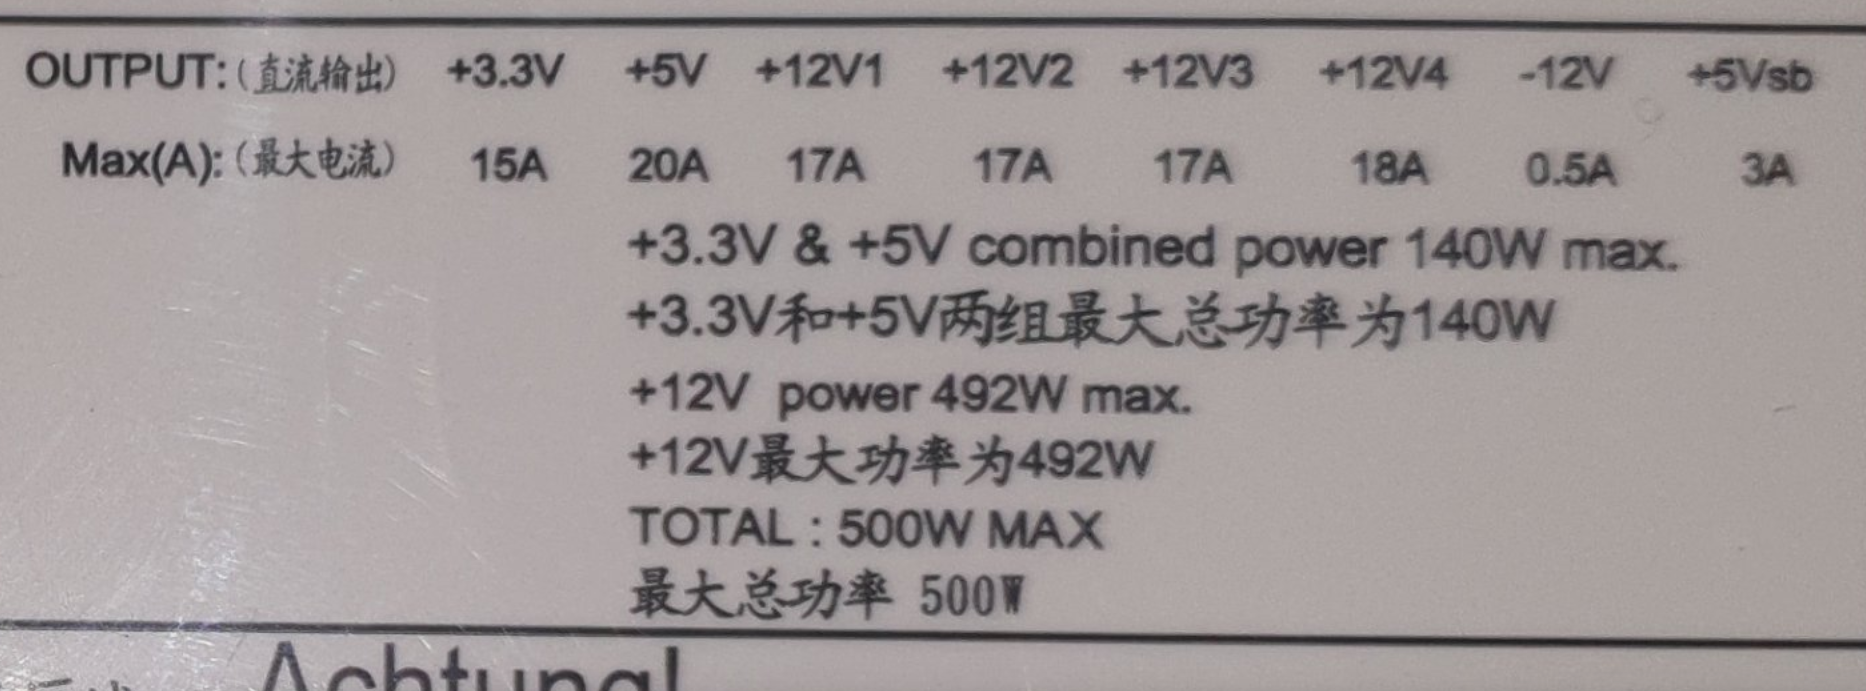 OUTPUT:(直流输出) +3.3V +5V +12V1 +12V2 +12V3 +12V4 -12V +5Vsb
Max(A):(最大电流) 15A 20A 17A 17A 17A 18A 0.5A 3A
+3.3V & +5V combined power 140W max.
+3.3V和+5V两组最大总功率为140W
+12V power 492W max.
+12V最大功率为492W
TOTAL : 500W MAX
最大总功率 500W
Achtung!